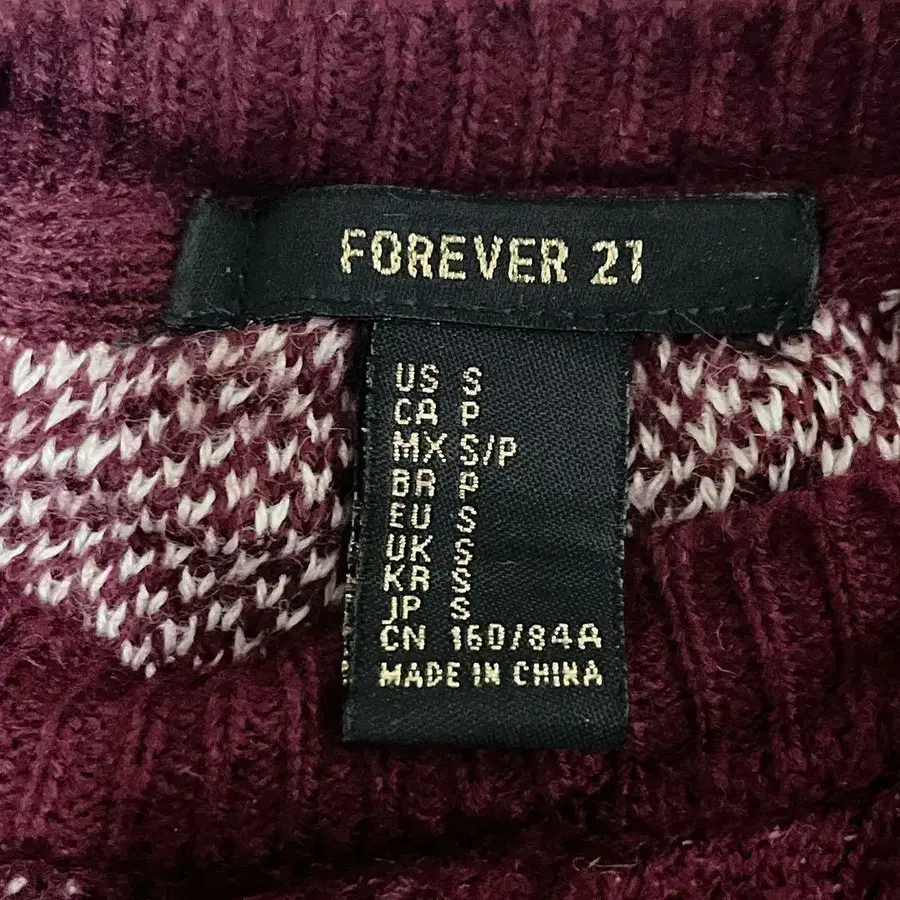 FOREVER 21
US S
CA P
MX S/P
BR P
EU S
UK S
KR S
JP S
CN 160/84A
MADE IN CHINA